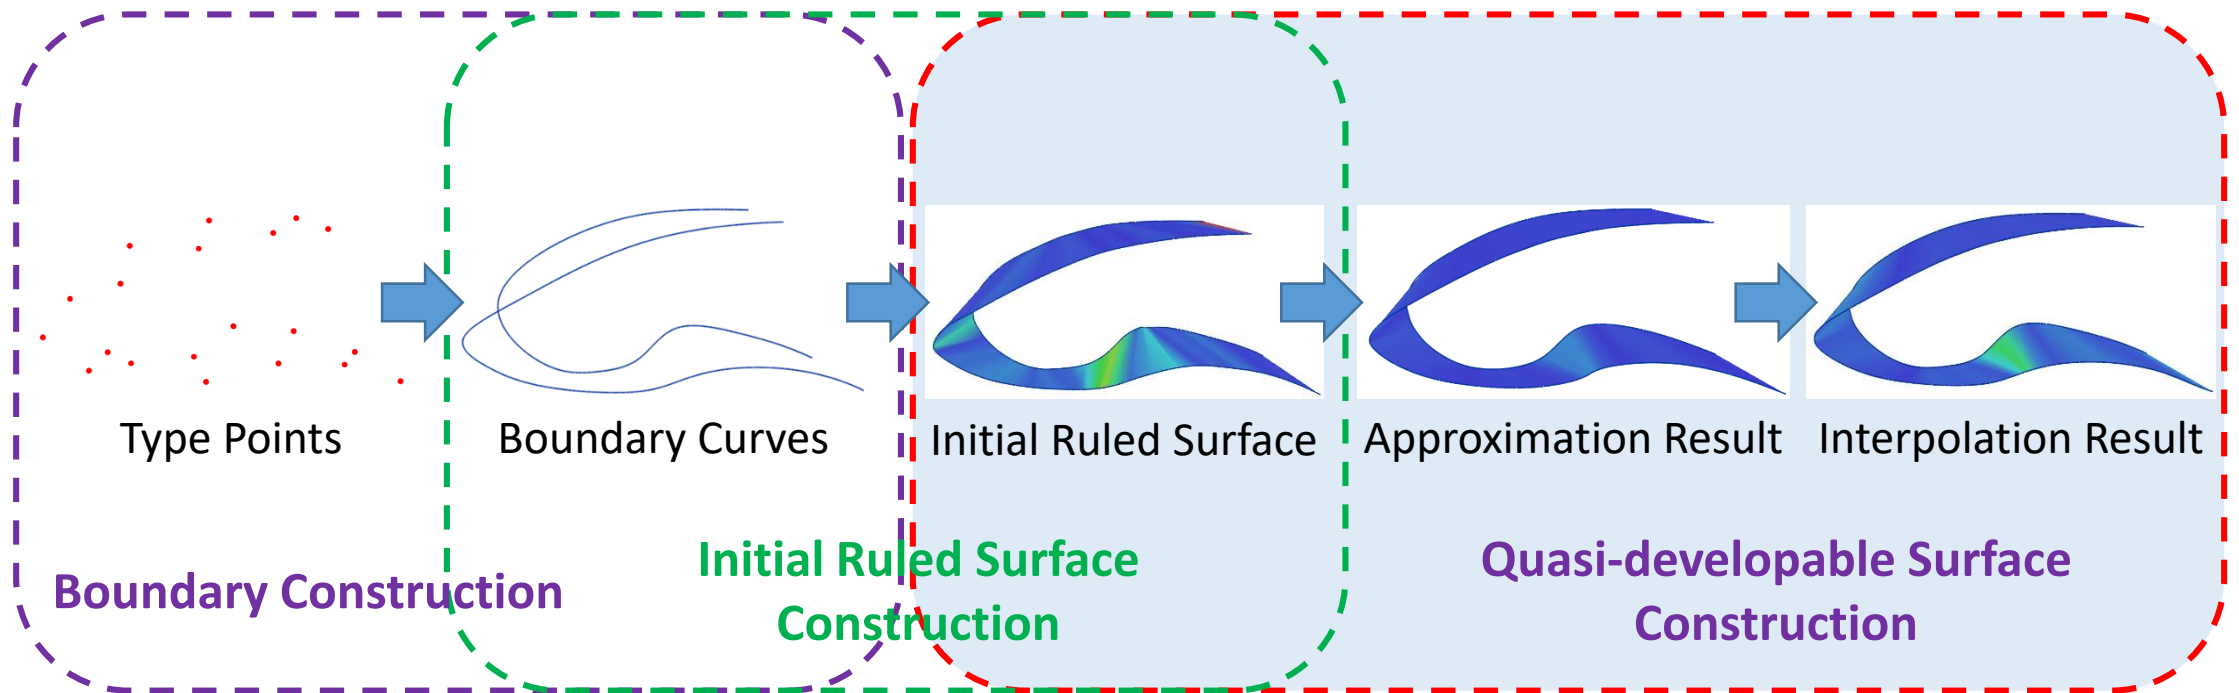 Type Points
Boundary Curves
Initial Ruled Surface
Approximation Result
Interpolation Result
Boundary Construction
Initial Ruled Surface
Construction
Quasi-developable Surface
Construction